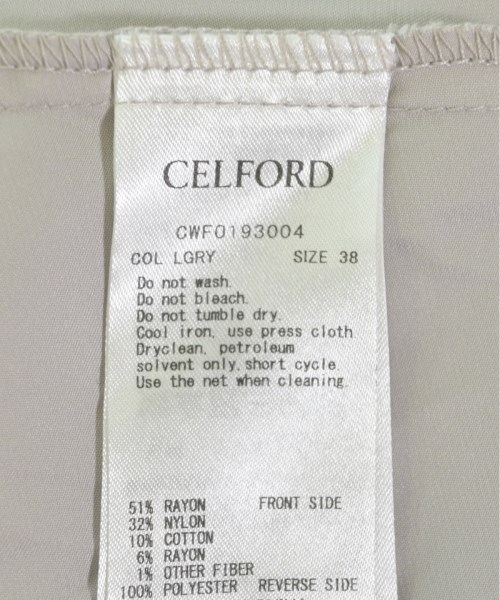 CELFORD
CWF0193004
COL LGRY SIZE 38
Do not wash.
Do not bleach.
Do not tumble dry.
Cool iron, use press cloth
Dryclean, petroleum
solvent only, short cycle.
Use the net when cleaning.
51% RAYON FRONT SIDE
32% NYLON
10% COTTON
6% RAYON
1% OTHER FIBER
100% POLYESTER REVERSE SIDE